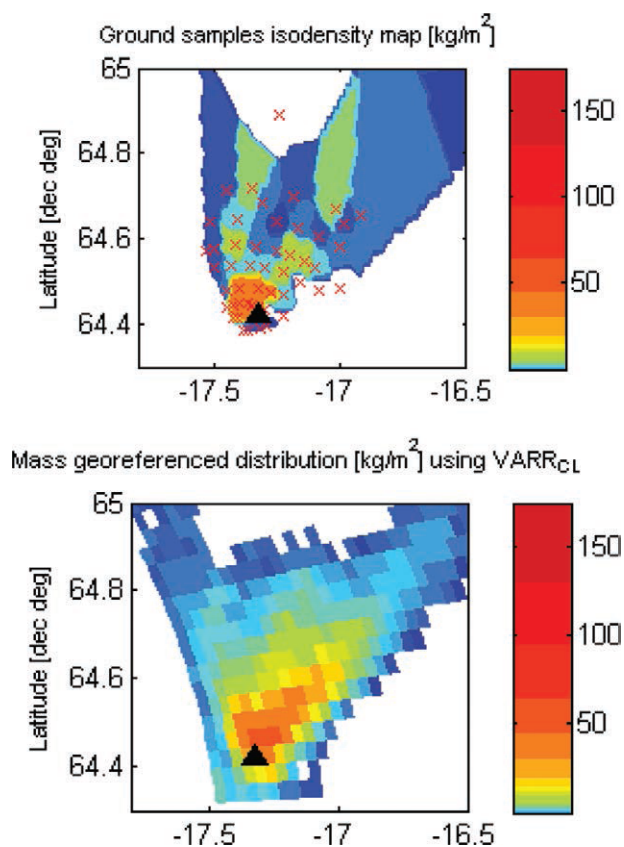 Ground samples isodensity map [kg/m²]
65
64.8
64.6
64.4
Latitude [dec deg]
-17.5 -17 -16.5
150
100
50
Mass georeferenced distribution [kg/m²] using VARR_CL
65
64.8
64.6
64.4
Latitude [dec deg]
-17.5 -17 -16.5
150
100
50